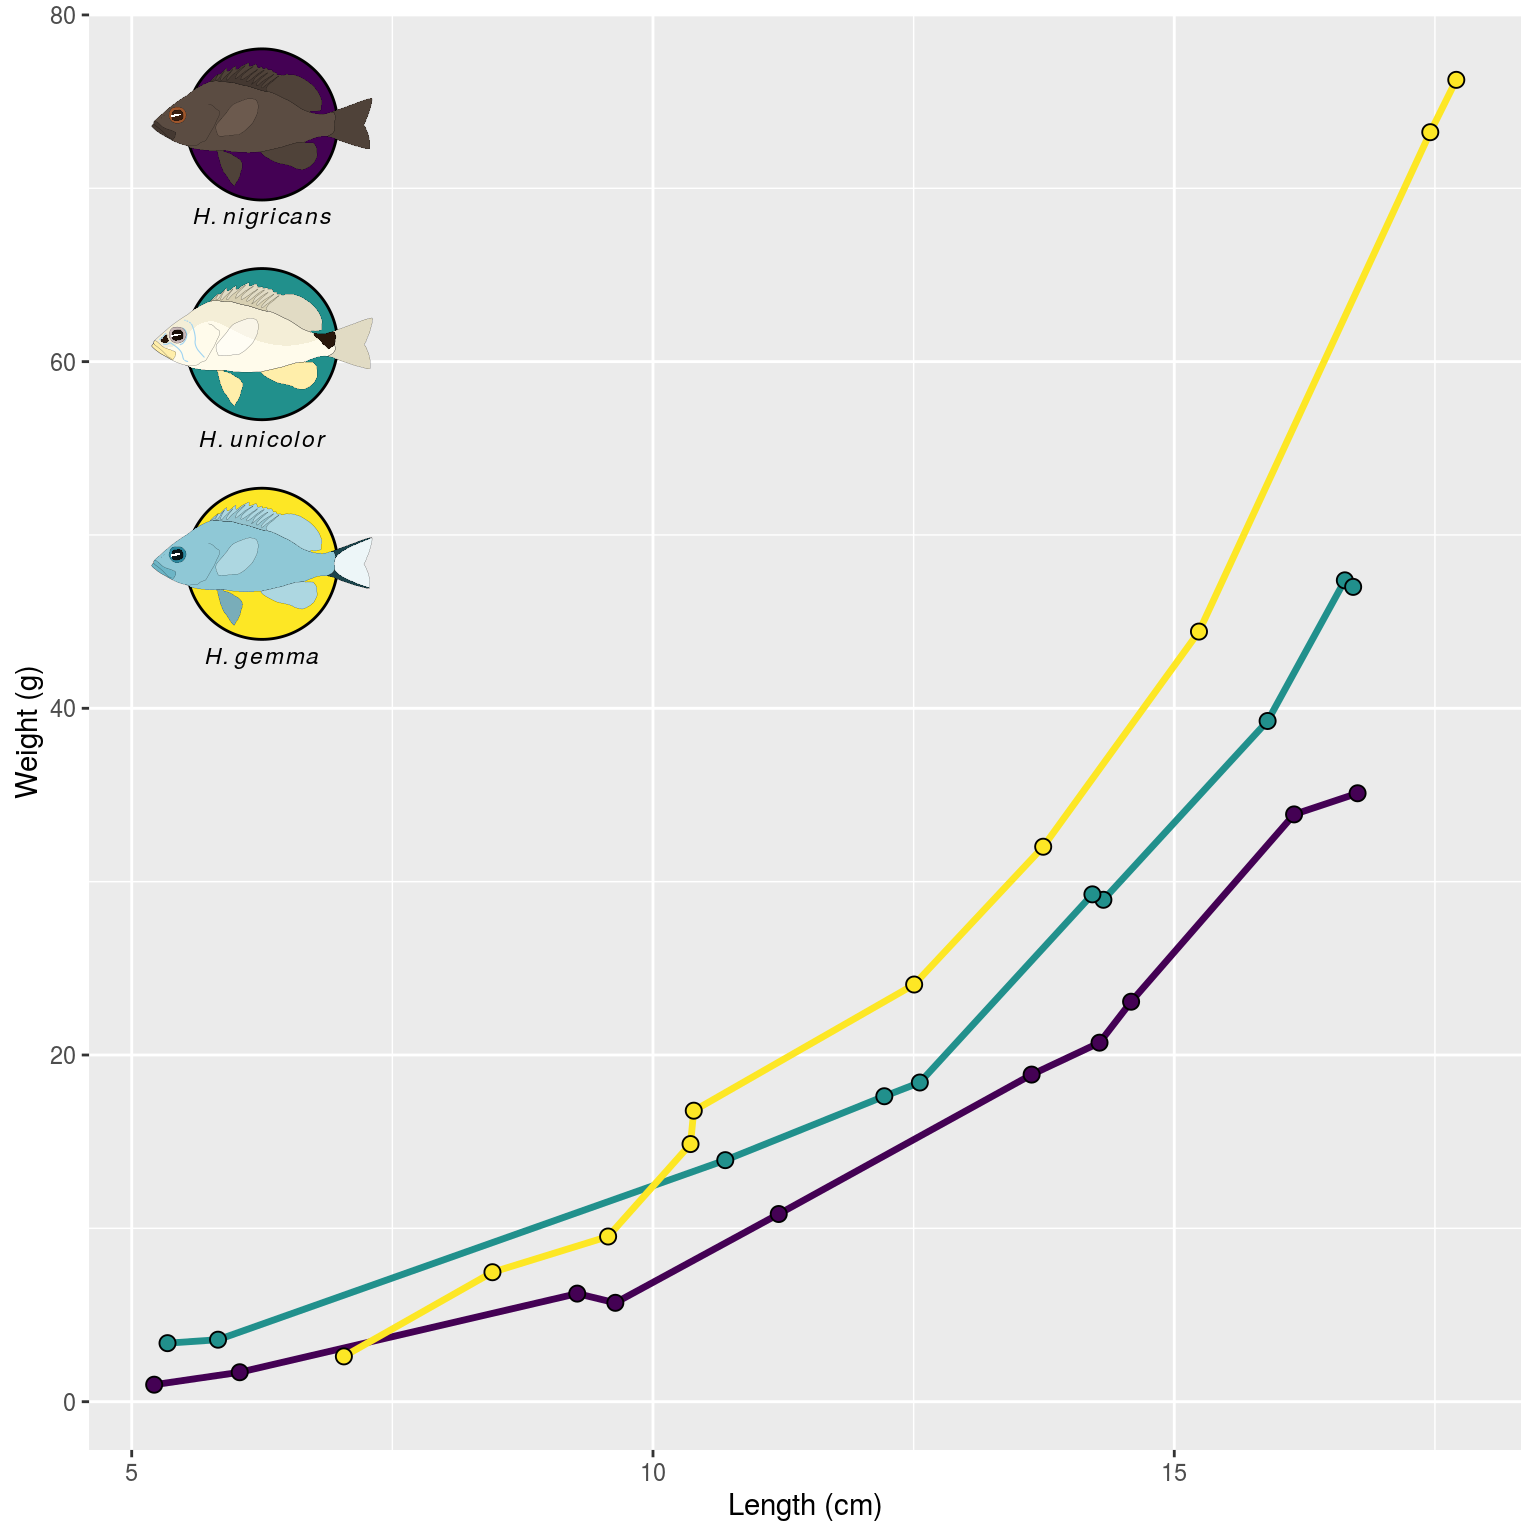 80
H. nigricans
60
H. unicolor
H. gemma
40
Weight (g)
20
0
5 10 15
Length (cm)